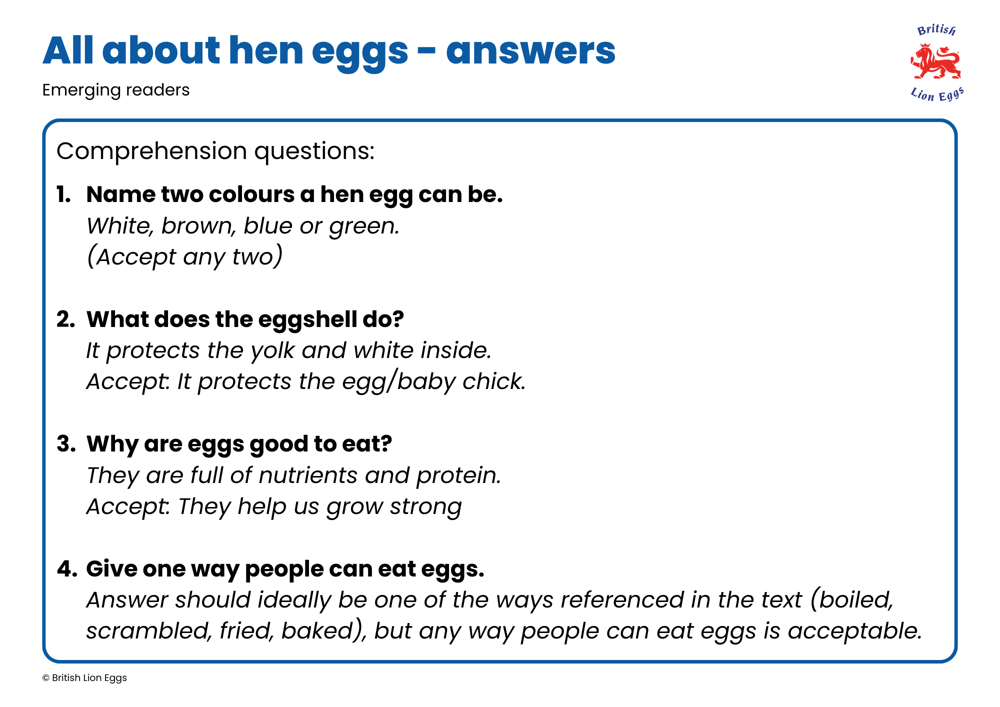 All about hen eggs - answers
Emerging readers
British
Lion Eggs
Comprehension questions:
1. Name two colours a hen egg can be.
White, brown, blue or green.
(Accept any two)
2. What does the eggshell do?
It protects the yolk and white inside.
Accept: It protects the egg/baby chick.
3. Why are eggs good to eat?
They are full of nutrients and protein.
Accept: They help us grow strong
4. Give one way people can eat eggs.
Answer should ideally be one of the ways referenced in the text (boiled,
scrambled, fried, baked), but any way people can eat eggs is acceptable.
© British Lion Eggs